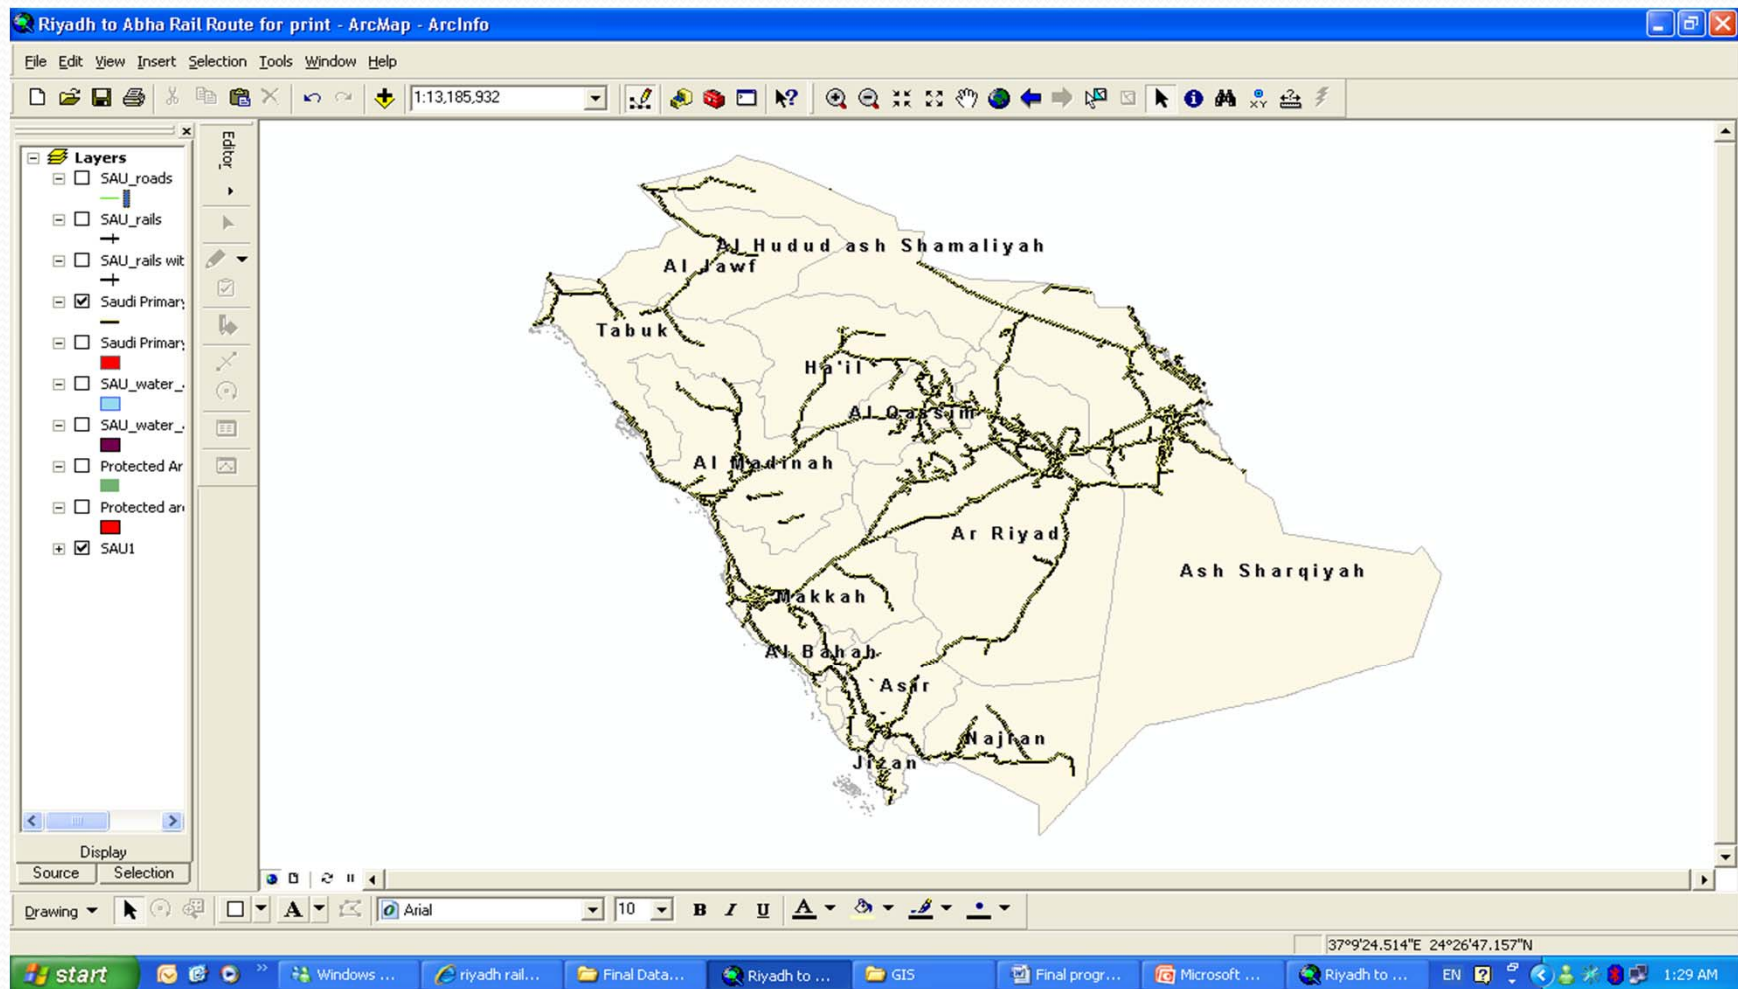 Riyadh to Abha Rail Route for print - ArcMap - ArcInfo
File Edit View Insert Selection Tools Window Help
1:13,185,932
Layers
SAU_roads
SAU_rails
SAU_rails wit
Saudi Primary
Saudi Primary
SAU_water_
SAU_water_
Protected Ar
Protected are
SAU1
Display
Source Selection
Editor
Al Hudud ash Shamaliyah
Al Jawf
Tabuk
Ha'il
Al Qassim
Al Madinah
Ar Riyad
Ash Sharqiyah
Makkah
Al Bahah
`Asir
Najran
Jizan
Drawing A Arial 10 B I U A
37°9'24.514"E 24°26'47.157"N
start Windows ... riyadh rail... Final Data... Riyadh to ... GIS Final progr... Microsoft ... Riyadh to ... EN 1:29 AM